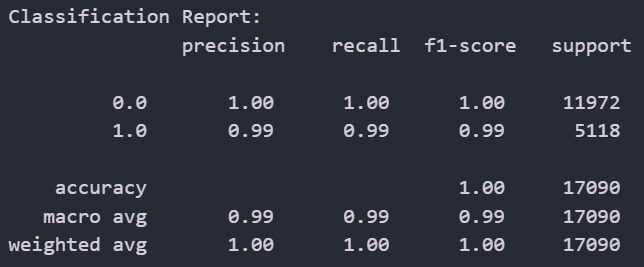 Classification Report:
precision recall f1-score support
0.0 1.00 1.00 1.00 11972
1.0 0.99 0.99 0.99 5118
accuracy 1.00 17090
macro avg 0.99 0.99 0.99 17090
weighted avg 1.00 1.00 1.00 17090